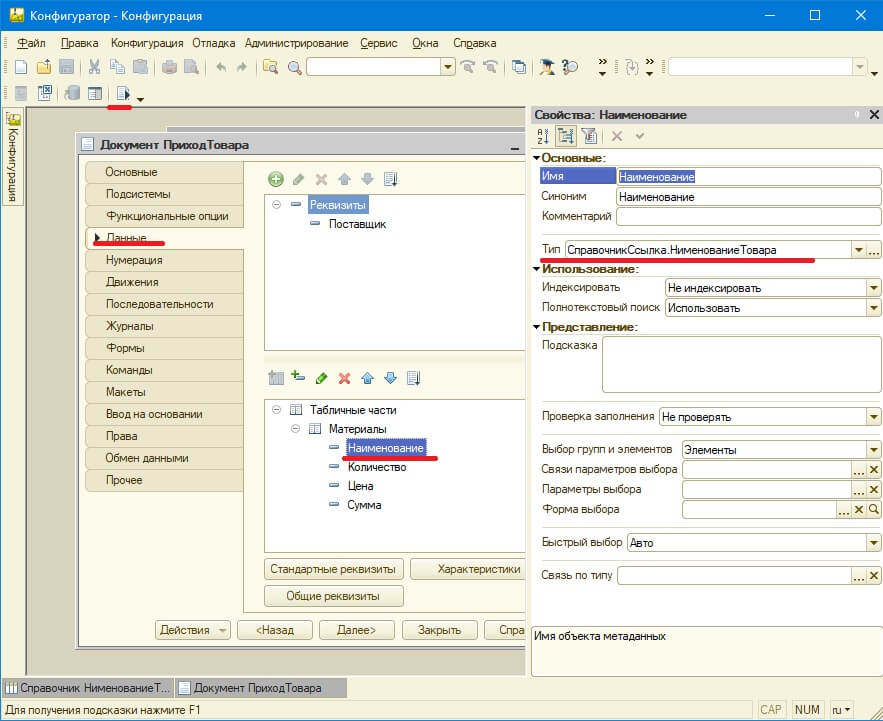 Конфигуратор - Конфигурация
Файл Правка Конфигурация Отладка Администрирование Сервис Окна Справка
Конфигурация
Документ ПриходТовара
Основные
Подсистемы
Функциональные опции
Данные
Нумерация
Движения
Последовательности
Журналы
Формы
Команды
Макеты
Ввод на основании
Права
Обмен данными
Прочее
Реквизиты
Поставщик
Табличные части
Материалы
Наименование
Количество
Цена
Сумма
Стандартные реквизиты Характеристики
Общие реквизиты
Действия <Назад Далее> Закрыть Спра
Свойства: Наименование
Основные:
Имя Наименование
Синоним Наименование
Комментарий
Тип СправочникСсылка.НименованиеТовара
Использование:
Индексировать Не индексировать
Полнотекстовый поиск Использовать
Представление:
Подсказка
Проверка заполнения Не проверять
Выбор групп и элементов Элементы
Связи параметров выбора
Параметры выбора
Форма выбора
Быстрый выбор Авто
Связь по типу
Имя объекта метаданных
Справочник НименованиеТ... Документ ПриходТовара
Для получения подсказки нажмите F1 CAP NUM ru